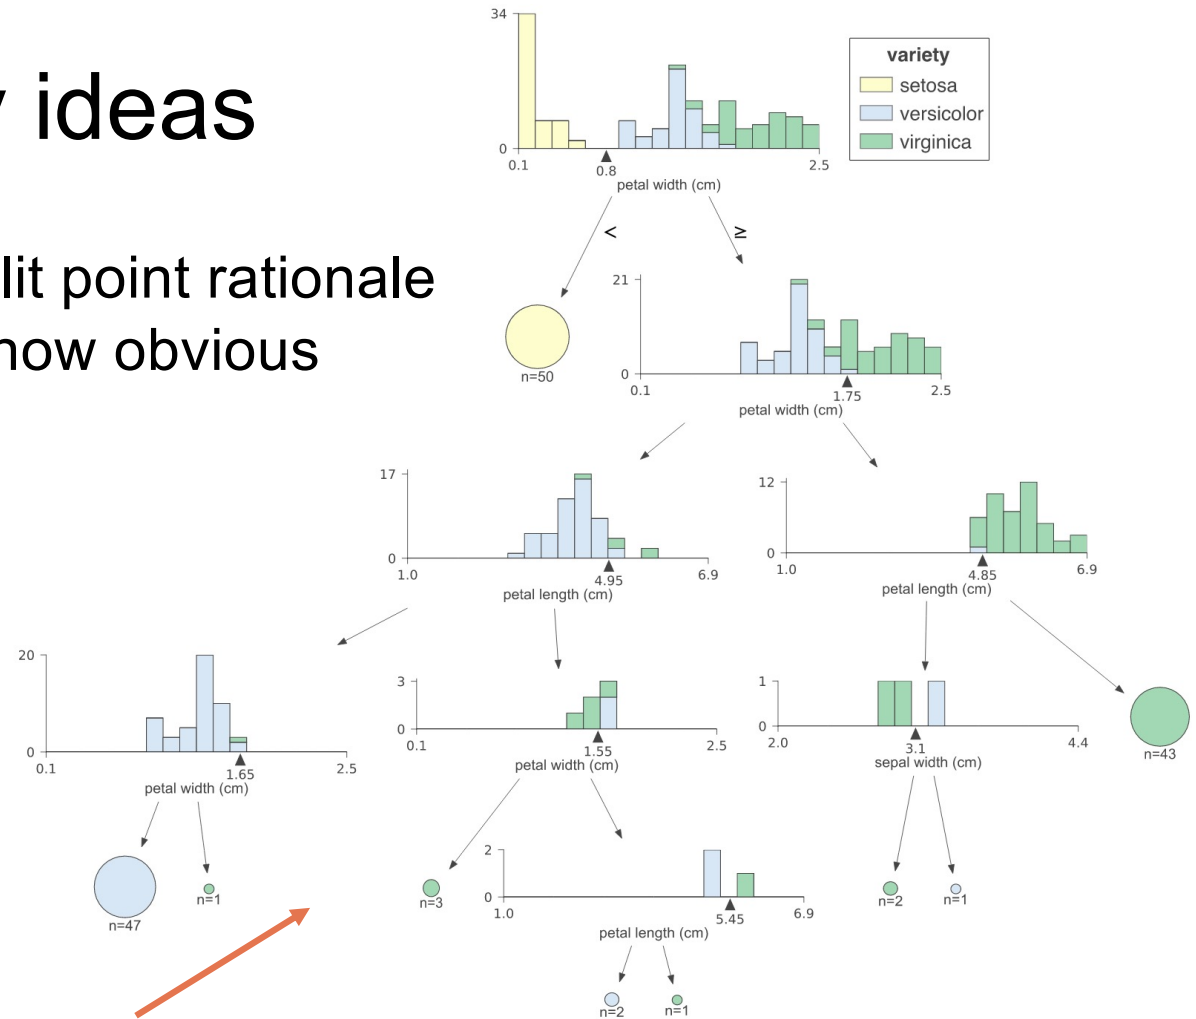 y ideas
lit point rationale
now obvious
34
0
0.1
0.8
2.5
petal width (cm)
variety
setosa
versicolor
virginica
<
≥
n=50
21
0
0.1
1.75
2.5
petal width (cm)
17
0
1.0
4.95
6.9
petal length (cm)
12
0
1.0
4.85
6.9
petal length (cm)
20
0
0.1
1.65
2.5
petal width (cm)
3
0
0.1
1.55
2.5
petal width (cm)
1
0
2.0
3.1
4.4
sepal width (cm)
n=43
n=47
n=1
n=3
2
0
1.0
5.45
6.9
petal length (cm)
n=2
n=1
n=2
n=1